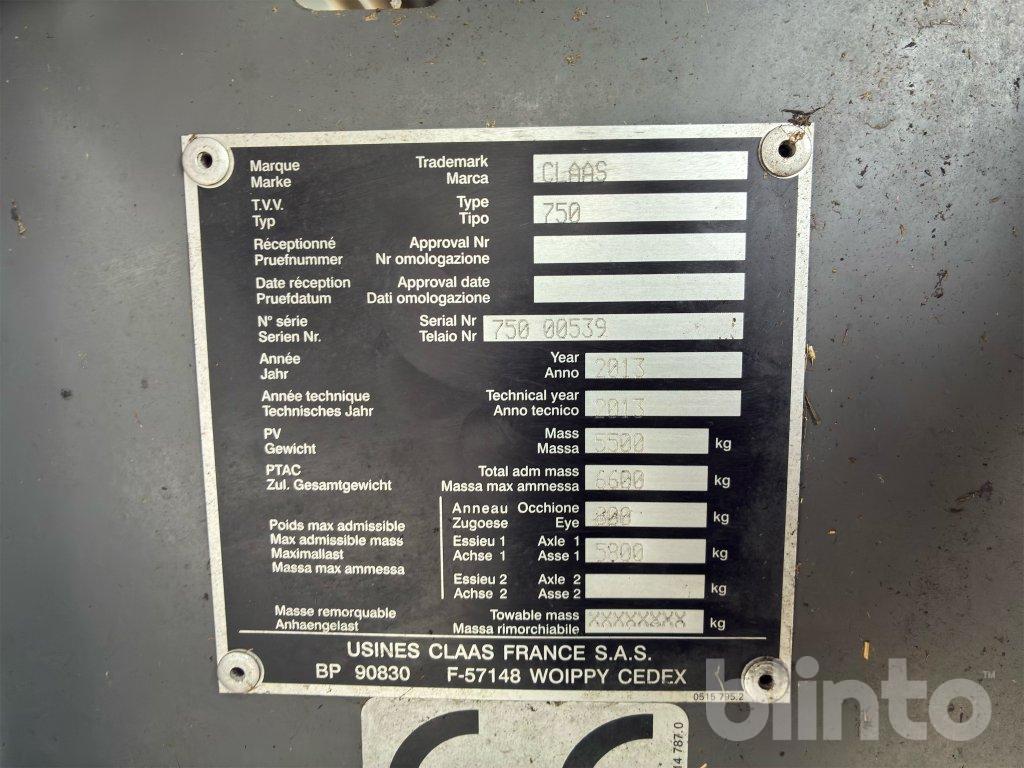 Marque Trademark CLAAS
Marke Marca
T.V.V. Type 750
Typ Tipo
Réceptionné Approval Nr
Pruefnummer Nr omologazione
Date réception Approval date
Pruefdatum Dati omologazione
N° série Serial Nr 750 00539
Serien Nr. Telaio Nr
Année Year 2013
Jahr Anno
Année technique Technical year 2013
Technisches Jahr Anno tecnico
PV Mass 5500 kg
Gewicht Massa
PTAC Total adm mass 6600 kg
Zul. Gesamtgewicht Massa max ammessa
Anneau Occhione 800 kg
Zugoese Eye
Poids max admissible
Max admissible mass
Maximallast
Massa max ammessa
Essieu 1 Axle 1 5800 kg
Achse 1 Asse 1
Essieu 2 Axle 2 kg
Achse 2 Asse 2
Masse remorquable Towable mass XXXXXXXX kg
Anhaengelast Massa rimorchiabile
USINES CLAAS FRANCE S.A.S.
BP 90830 F-57148 WOIPPY CEDEX
0515 795.2
CE
14 787.0
blinto™